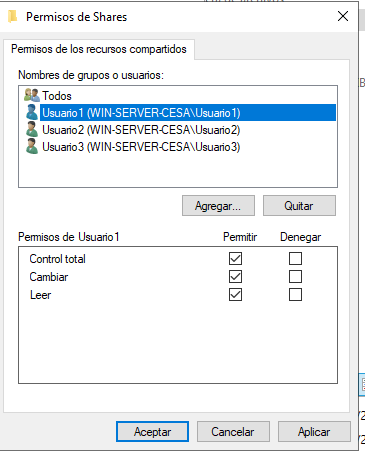 Permisos de Shares
Permisos de los recursos compartidos
Nombres de grupos o usuarios:
Todos
Usuario1 (WIN-SERVER-CESA\Usuario1)
Usuario2 (WIN-SERVER-CESA\Usuario2)
Usuario3 (WIN-SERVER-CESA\Usuario3)
Agregar...
Quitar
Permisos de Usuario1 Permitir Denegar
Control total
Cambiar
Leer
Aceptar
Cancelar
Aplicar